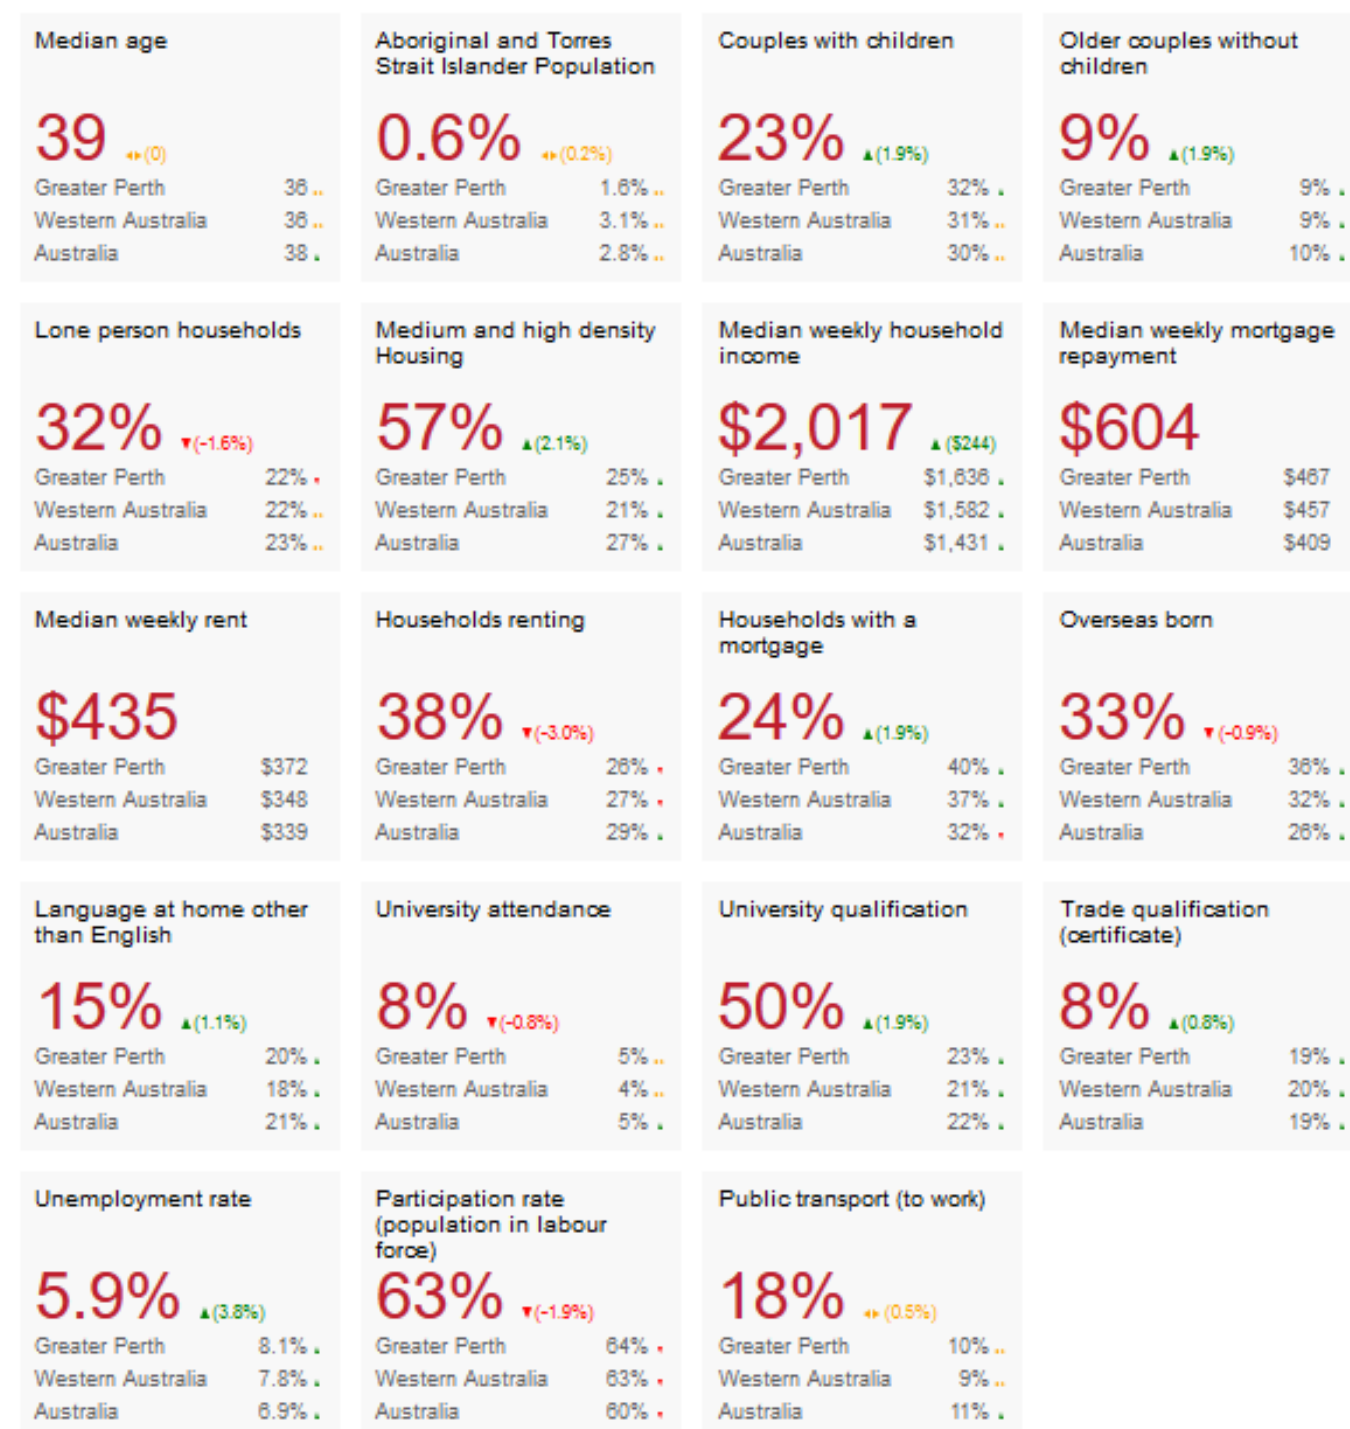 Median age
39 (0)
Greater Perth 36
Western Australia 36
Australia 38
Aboriginal and Torres
Strait Islander Population
0.6% (0.2%)
Greater Perth 1.6%
Western Australia 3.1%
Australia 2.8%
Couples with children
23% ▲(1.9%)
Greater Perth 32%
Western Australia 31%
Australia 30%
Older couples without
children
9% ▲(1.9%)
Greater Perth 9%
Western Australia 9%
Australia 10%
Lone person households
32% ▼(-1.6%)
Greater Perth 22%
Western Australia 22%
Australia 23%
Medium and high density
Housing
57% ▲(2.1%)
Greater Perth 25%
Western Australia 21%
Australia 27%
Median weekly household
income
$2,017 ▲($244)
Greater Perth $1,636
Western Australia $1,582
Australia $1,431
Median weekly mortgage
repayment
$604
Greater Perth $467
Western Australia $457
Australia $409
Median weekly rent
$435
Greater Perth $372
Western Australia $348
Australia $339
Households renting
38% ▼(-3.0%)
Greater Perth 26%
Western Australia 27%
Australia 29%
Households with a
mortgage
24% ▲(1.9%)
Greater Perth 40%
Western Australia 37%
Australia 32%
Overseas born
33% ▼(-0.9%)
Greater Perth 36%
Western Australia 32%
Australia 26%
Language at home other
than English
15% ▲(1.1%)
Greater Perth 20%
Western Australia 18%
Australia 21%
University attendance
8% ▼(-0.8%)
Greater Perth 5%
Western Australia 4%
Australia 5%
University qualification
50% ▲(1.9%)
Greater Perth 23%
Western Australia 21%
Australia 22%
Trade qualification
(certificate)
8% ▲(0.8%)
Greater Perth 19%
Western Australia 20%
Australia 19%
Unemployment rate
5.9% ▲(3.8%)
Greater Perth 8.1%
Western Australia 7.8%
Australia 6.9%
Participation rate
(population in labour
force)
63% ▼(-1.9%)
Greater Perth 64%
Western Australia 63%
Australia 60%
Public transport (to work)
18% (0.5%)
Greater Perth 10%
Western Australia 9%
Australia 11%